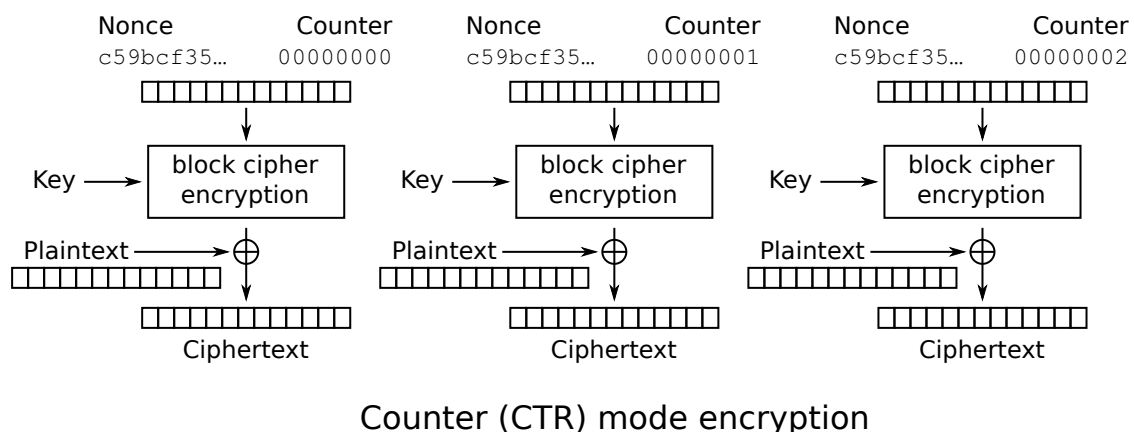 Nonce Counter Nonce Counter Nonce Counter
c59bcf35… 00000000 c59bcf35… 00000001 c59bcf35… 00000002
block cipher block cipher block cipher
Key Key Key
encryption encryption encryption
Plaintext Plaintext Plaintext
Ciphertext Ciphertext Ciphertext
Counter (CTR) mode encryption